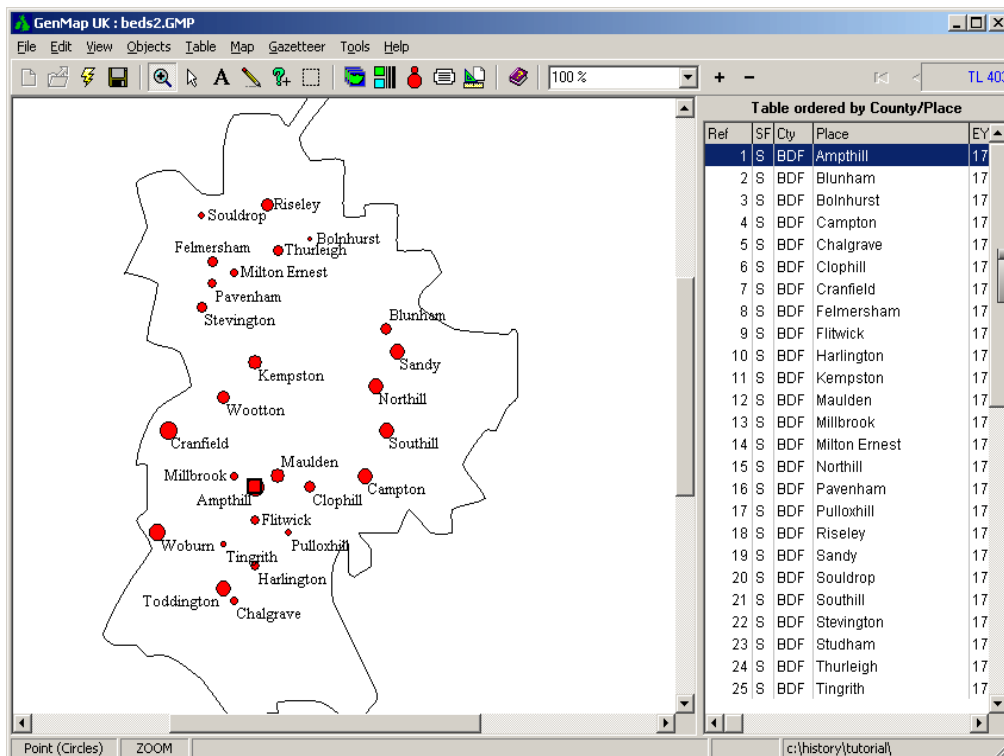 GenMap UK : beds2.GMP
File Edit View Objects Table Map Gazetteer Tools Help
A 100 % + − TL 403
Souldrop
Riseley
Bolnhurst
Thurleigh
Felmersham
Milton Ernest
Pavenham
Stevington
Blunham
Sandy
Kempston
Northill
Wootton
Cranfield
Southill
Maulden
Millbrook
Campton
Ampthill
Clophill
Flitwick
Woburn
Pulloxhill
Tingrith
Harlington
Toddington
Chalgrave
Table ordered by County/Place
Ref SF Cty Place EY
1 S BDF Ampthill 17
2 S BDF Blunham 17
3 S BDF Bolnhurst 17
4 S BDF Campton 17
5 S BDF Chalgrave 17
6 S BDF Clophill 17
7 S BDF Cranfield 17
8 S BDF Felmersham 17
9 S BDF Flitwick 17
10 S BDF Harlington 17
11 S BDF Kempston 17
12 S BDF Maulden 17
13 S BDF Millbrook 17
14 S BDF Milton Ernest 17
15 S BDF Northill 17
16 S BDF Pavenham 17
17 S BDF Pulloxhill 17
18 S BDF Riseley 17
19 S BDF Sandy 17
20 S BDF Souldrop 17
21 S BDF Southill 17
22 S BDF Stevington 17
23 S BDF Studham 17
24 S BDF Thurleigh 17
25 S BDF Tingrith 17
Point (Circles) ZOOM c:\history\tutorial\